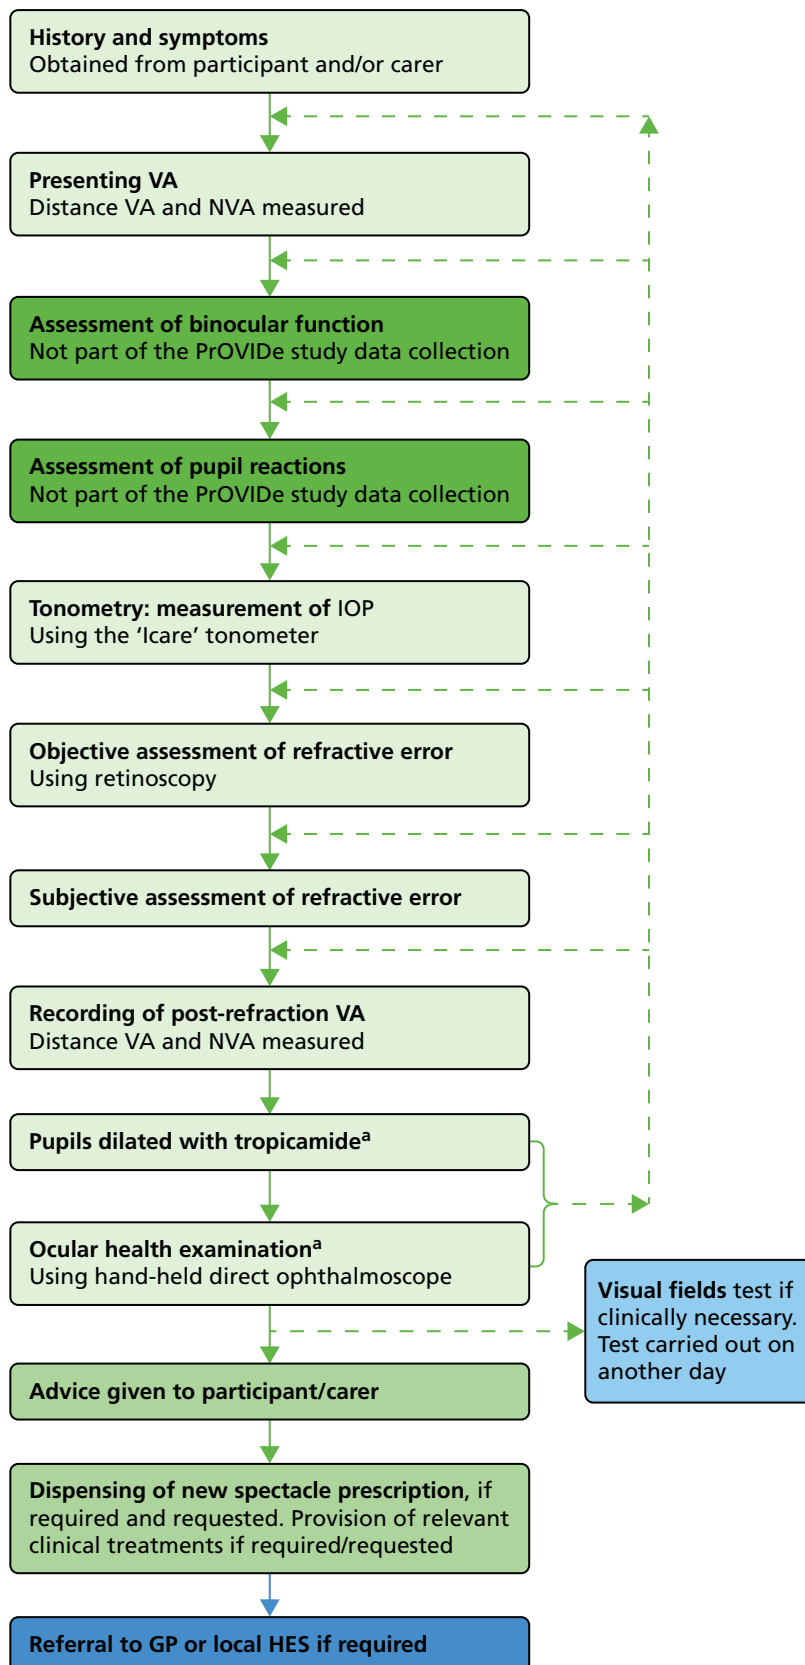 History and symptoms
Obtained from participant and/or carer
Presenting VA
Distance VA and NVA measured
Assessment of binocular function
Not part of the PrOVIDe study data collection
Assessment of pupil reactions
Not part of the PrOVIDe study data collection
Tonometry: measurement of IOP
Using the ‘Icare’ tonometer
Objective assessment of refractive error
Using retinoscopy
Subjective assessment of refractive error
Recording of post-refraction VA
Distance VA and NVA measured
Pupils dilated with tropicamideᵃ
Ocular health examinationᵃ
Using hand-held direct ophthalmoscope
Visual fields test if
clinically necessary.
Test carried out on
another day
Advice given to participant/carer
Dispensing of new spectacle prescription, if
required and requested. Provision of relevant
clinical treatments if required/requested
Referral to GP or local HES if required